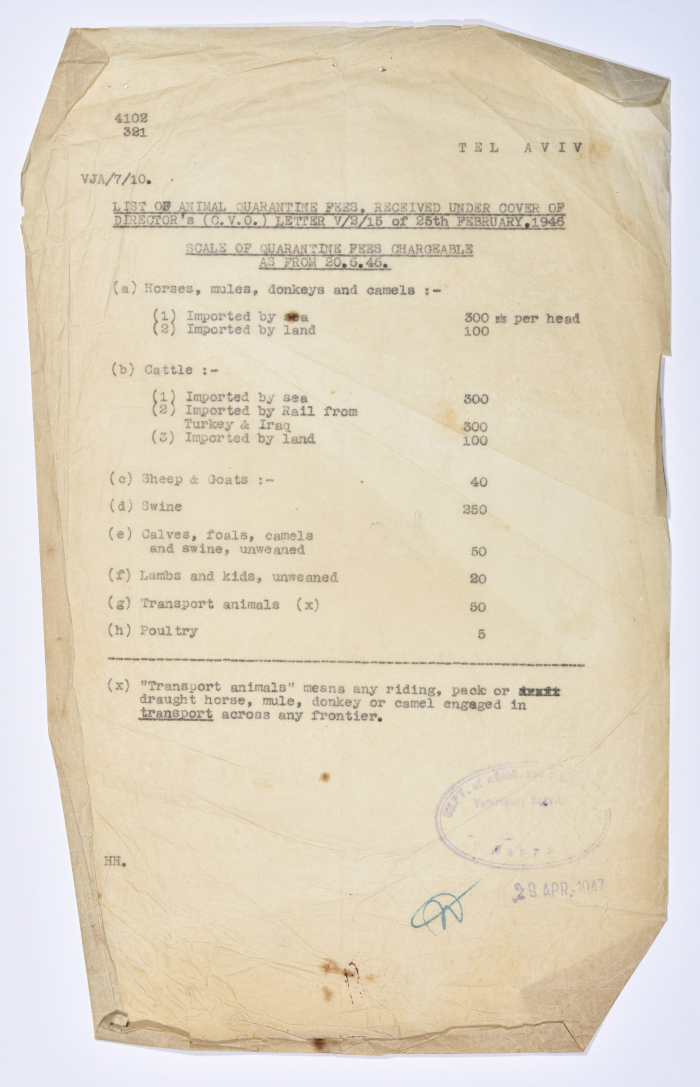 4102
321
TEL AVIV
VJA/7/10.
LIST OF ANIMAL QUARANTINE FEES, RECEIVED UNDER COVER OF
DIRECTOR's (C.V.O.) LETTER V/2/15 of 25th FEBRUARY,1946
SCALE OF QUARANTINE FEES CHARGEABLE
AS FROM 20.6.46.
(a) Horses, mules, donkeys and camels :-
(1) Imported by sea 300 per head
(2) Imported by land 100
(b) Cattle :-
(1) Imported by sea 300
(2) Imported by Rail from
Turkey & Iraq 300
(3) Imported by land 100
(c) Sheep & Goats :- 40
(d) Swine 250
(e) Calves, foals, camels
and swine, unweaned 50
(f) Lambs and kids, unweaned 20
(g) Transport animals (x) 50
(h) Poultry 5
(x) "Transport animals" means any riding, pack or
draught horse, mule, donkey or camel engaged in
transport across any frontier.
DEPT. of AGRIC.
Veterinary Service
HH.
29 APR. 1947